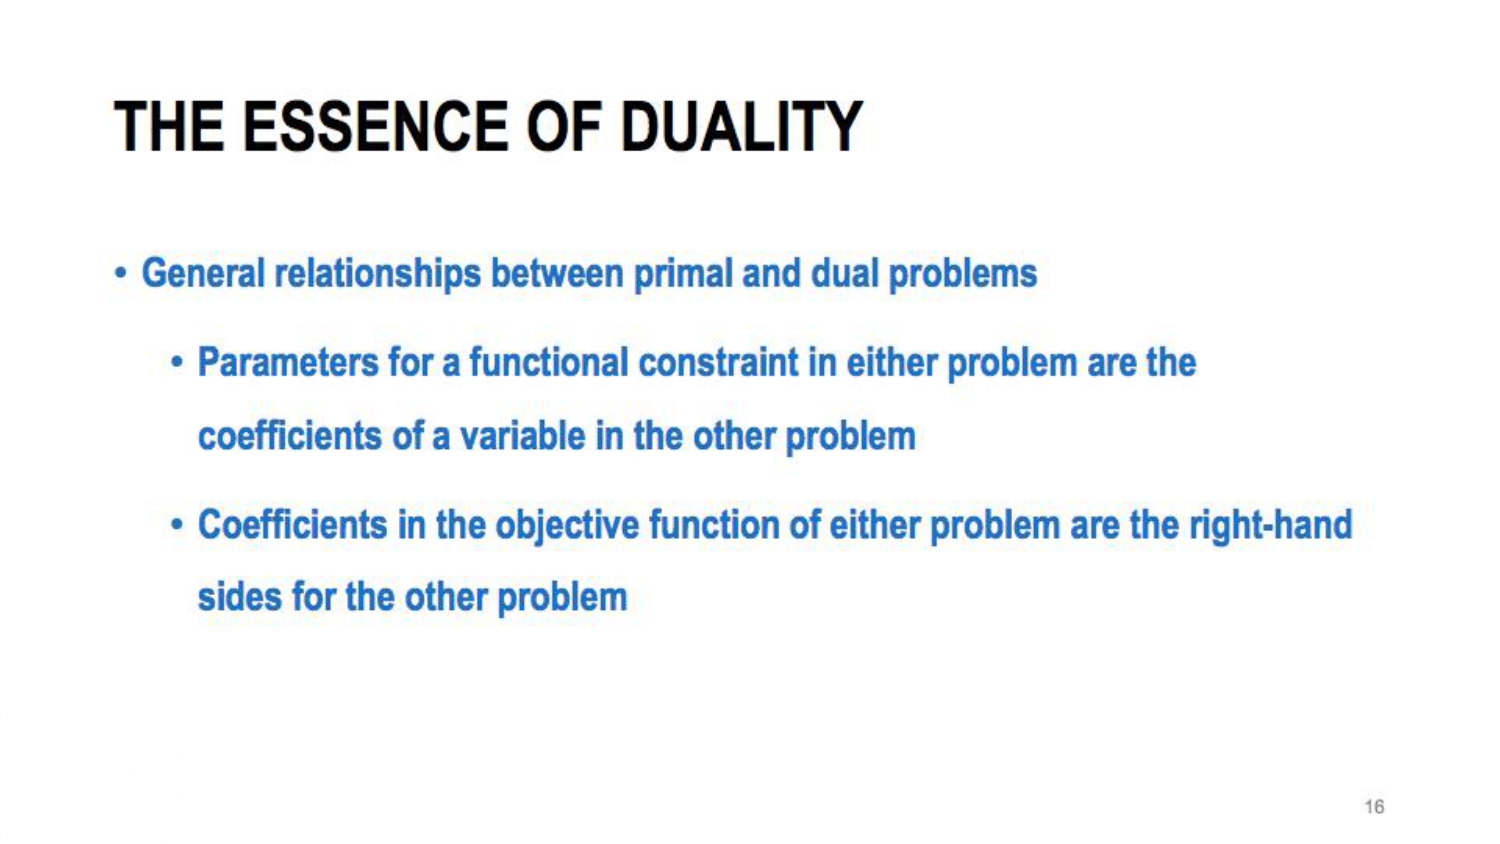 THE ESSENCE OF DUALITY
• General relationships between primal and dual problems
• Parameters for a functional constraint in either problem are the
coefficients of a variable in the other problem
• Coefficients in the objective function of either problem are the right-hand
sides for the other problem
16